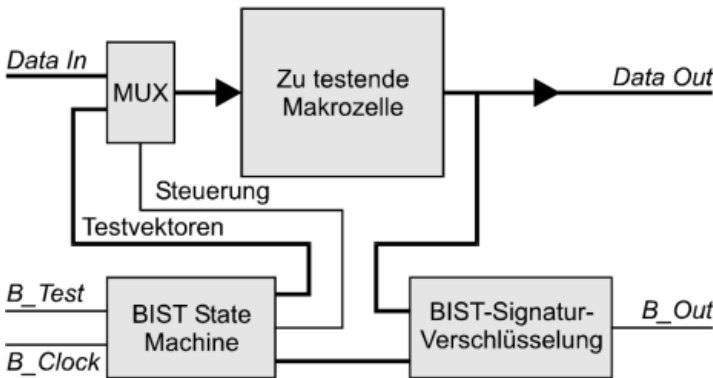 Data In
MUX
Zu testende
Makrozelle
Data Out
Steuerung
Testvektoren
B_Test
BIST State
Machine
B_Clock
BIST-Signatur-
Verschlüsselung
B_Out